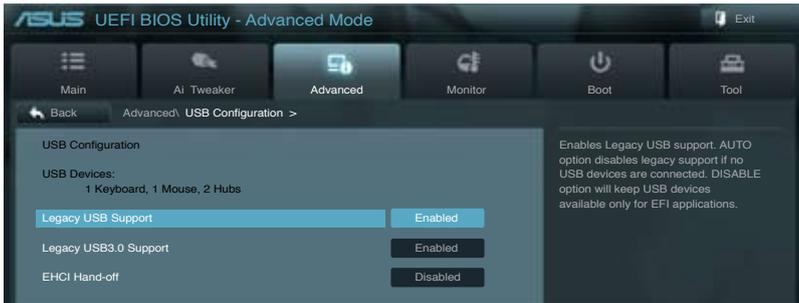 ASUS UEFI BIOS Utility - Advanced Mode
Exit
Main
Ai Tweaker
Advanced
Monitor
Boot
Tool
Back
Advanced\ USB Configuration >
USB Configuration
USB Devices:
1 Keyboard, 1 Mouse, 2 Hubs
Legacy USB Support Enabled
Legacy USB3.0 Support Enabled
EHCI Hand-off Disabled
Enables Legacy USB support. AUTO
option disables legacy support if no
USB devices are connected. DISABLE
option will keep USB devices
available only for EFI applications.